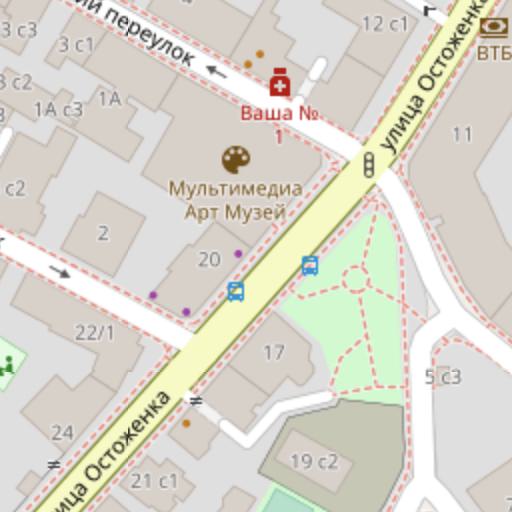 ий переулок
12 с1
3 с3
3 с1
улица Остоженка
ВТБ
3 с2
1А с3
1А
Ваша №
1
11
с2
Мультимедиа
Арт Музей
2
20
22/1
17
5 с3
24
улица Остоженка
19 с2
21 с1